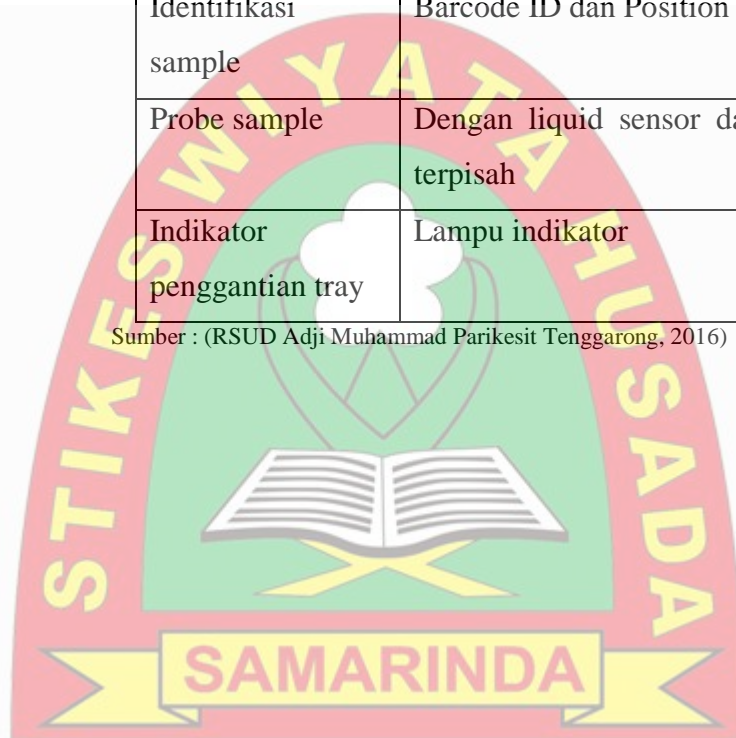 Identifikasi
sample
Barcode ID dan Position
Probe sample
Dengan liquid sensor
terpisah
Indikator
penggantian tray
Lampu indikator
Sumber : (RSUD Adji Muhammad Parikesit Tenggarong, 2016)
STIKES WIYATA HUSADA
SAMARINDA